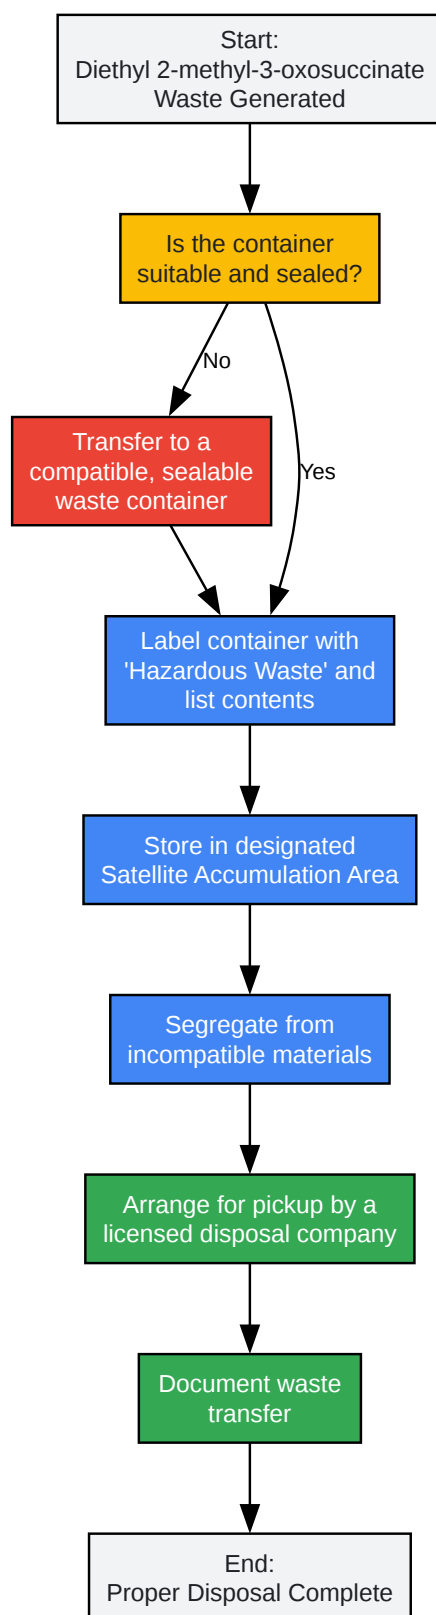 Start:
Diethyl 2-methyl-3-oxosuccinate
Waste Generated
Is the container
suitable and sealed?
No
Transfer to a
compatible, sealable
waste container
Yes
Label container with
'Hazardous Waste' and
list contents
Store in designated
Satellite Accumulation Area
Segregate from
incompatible materials
Arrange for pickup by a
licensed disposal company
Document waste
transfer
End:
Proper Disposal Complete